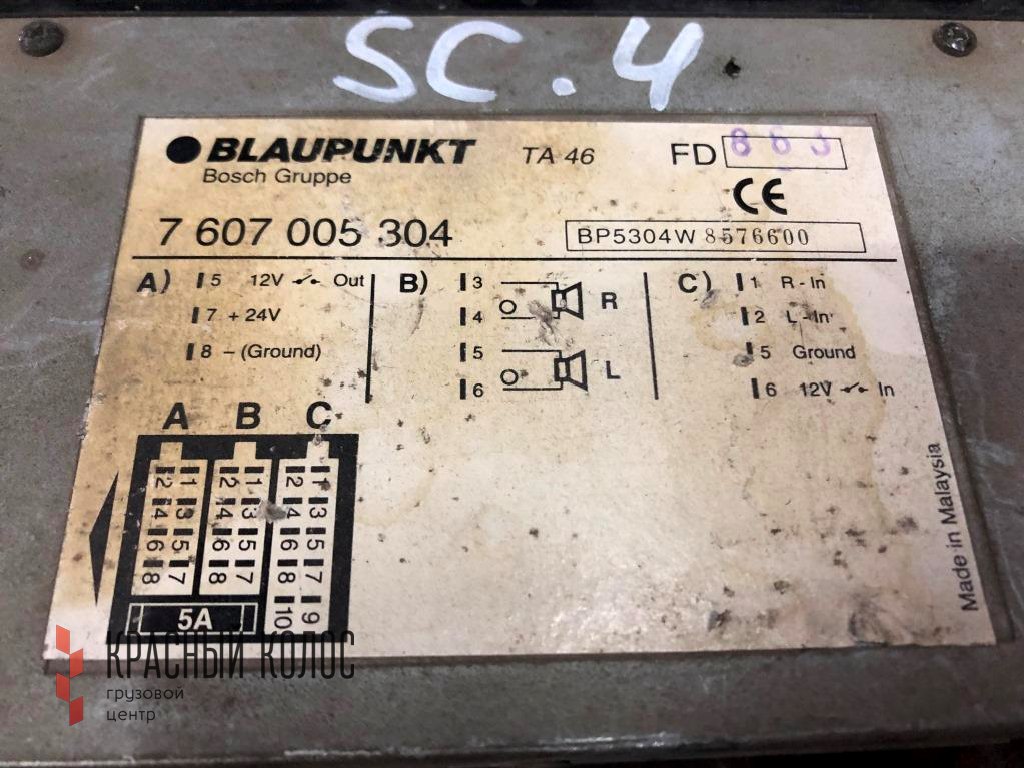 SC.4
BLAUPUNKT TA 46 FD 863
Bosch Gruppe CE
7 607 005 304 BP5304W 8576600
A) 5 12V Out B) 3 R C) 1 R-In
7 + 24V 4 2 L-In
8 – (Ground) 5 L 5 Ground
6 6 12V In
A B C
1 2 3 4 5 6 7 8
1 2 3 4 5 6 7 8
1 2 3 4 5 6 7 8 9 10
5A
Made in Malaysia
КРАСНЫЙ КОЛОС
грузовой
центр